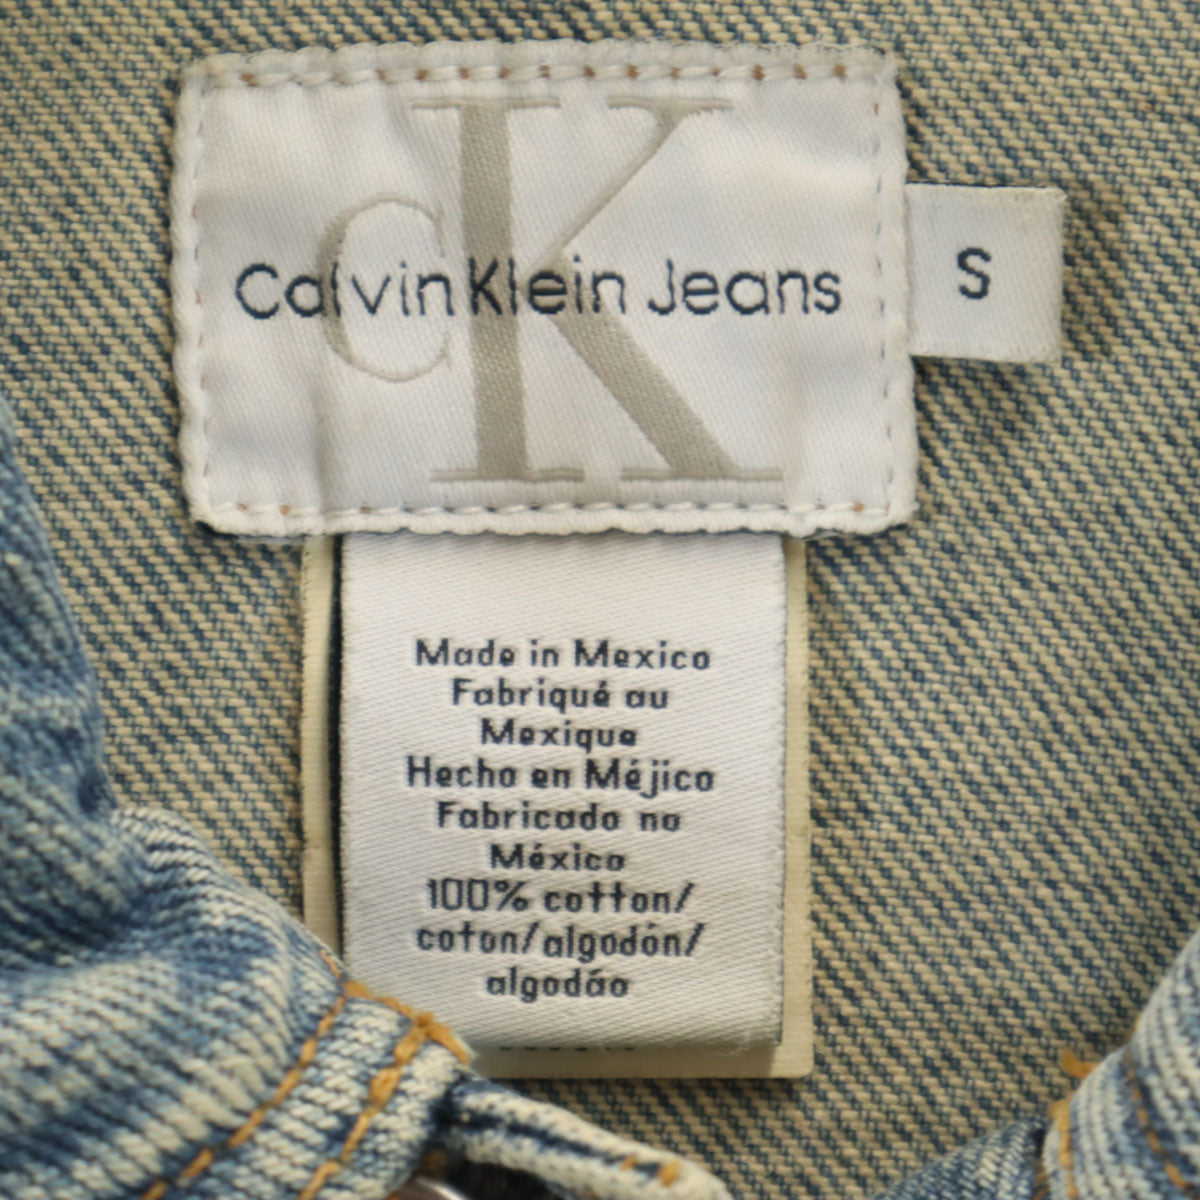 CK
Calvin Klein Jeans
S
Made in Mexico
Fabriqué au
Mexique
Hecho en Méjico
Fabricado no
México
100% cotton/
coton/algodón/
algodáo